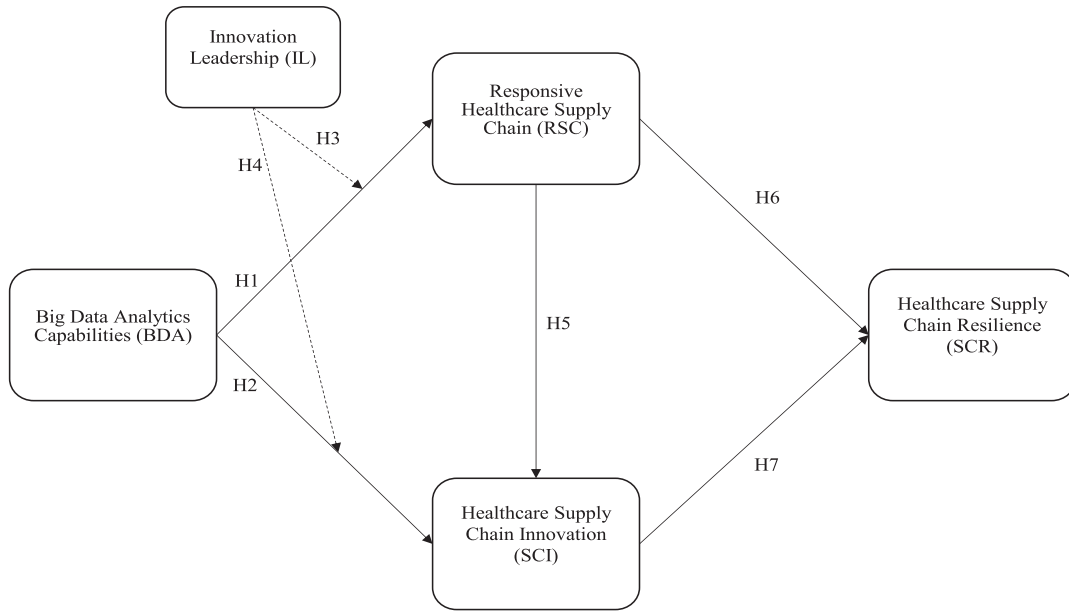 Innovation
Leadership (IL)
Responsive
Healthcare Supply
Chain (RSC)
H3
H4
H6
H1
Big Data Analytics
Capabilities (BDA)
H5
Healthcare Supply
Chain Resilience
(SCR)
H2
H7
Healthcare Supply
Chain Innovation
(SCI)